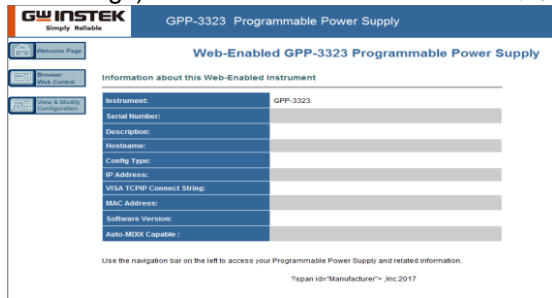 GWINSTEK
Simply Reliable
GPP-3323 Programmable Power Supply
Welcome Page
Web-Enabled GPP-3323 Programmable Power Supply
Browser
Web Control
Information about this Web-Enabled Instrument
View & Modify
Configuration
Instrument: GPP-3323
Serial Number:
Description:
Hostname:
Config Type:
IP Address:
VISA TCPIP Connect String:
MAC Address:
Software Version:
Auto-MDIX Capable :
Use the navigation bar on the left to access your Programmable Power Supply and related information.
?span id="Manufacturer"> ,Inc.2017